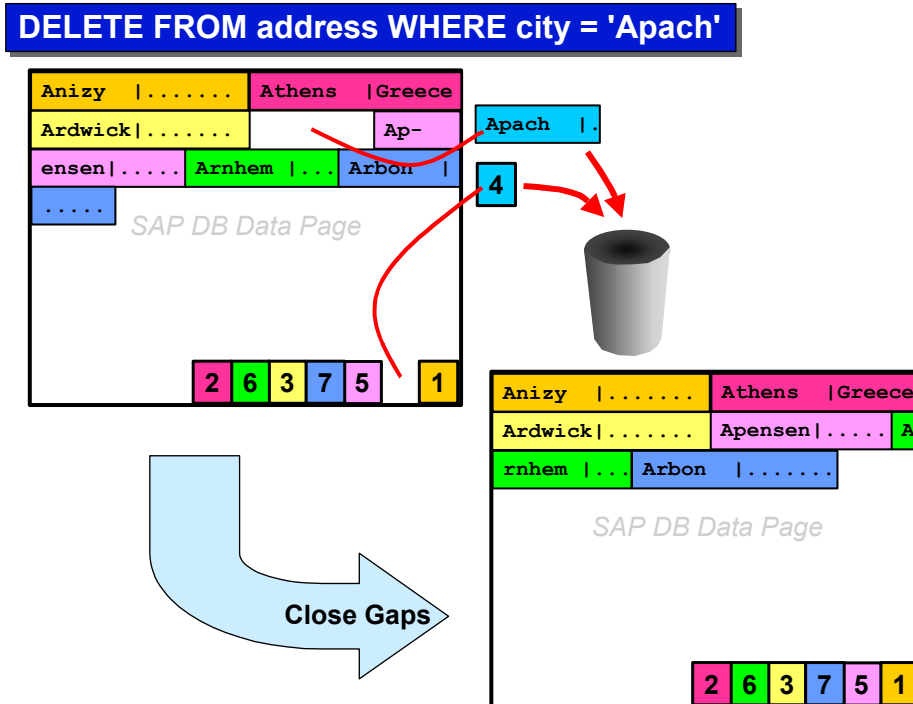 DELETE FROM address WHERE city = 'Apach'
Anizy |....... Athens |Greece
Ardwick|....... Ap-
ensen|..... Arnhem |... Arbon |
.....
Apach |.
4
SAP DB Data Page
2 6 3 7 5 1
Close Gaps
Anizy |....... Athens |Greece
Ardwick|....... Apensen|..... A
rnhem |... Arbon |.......
SAP DB Data Page
2 6 3 7 5 1